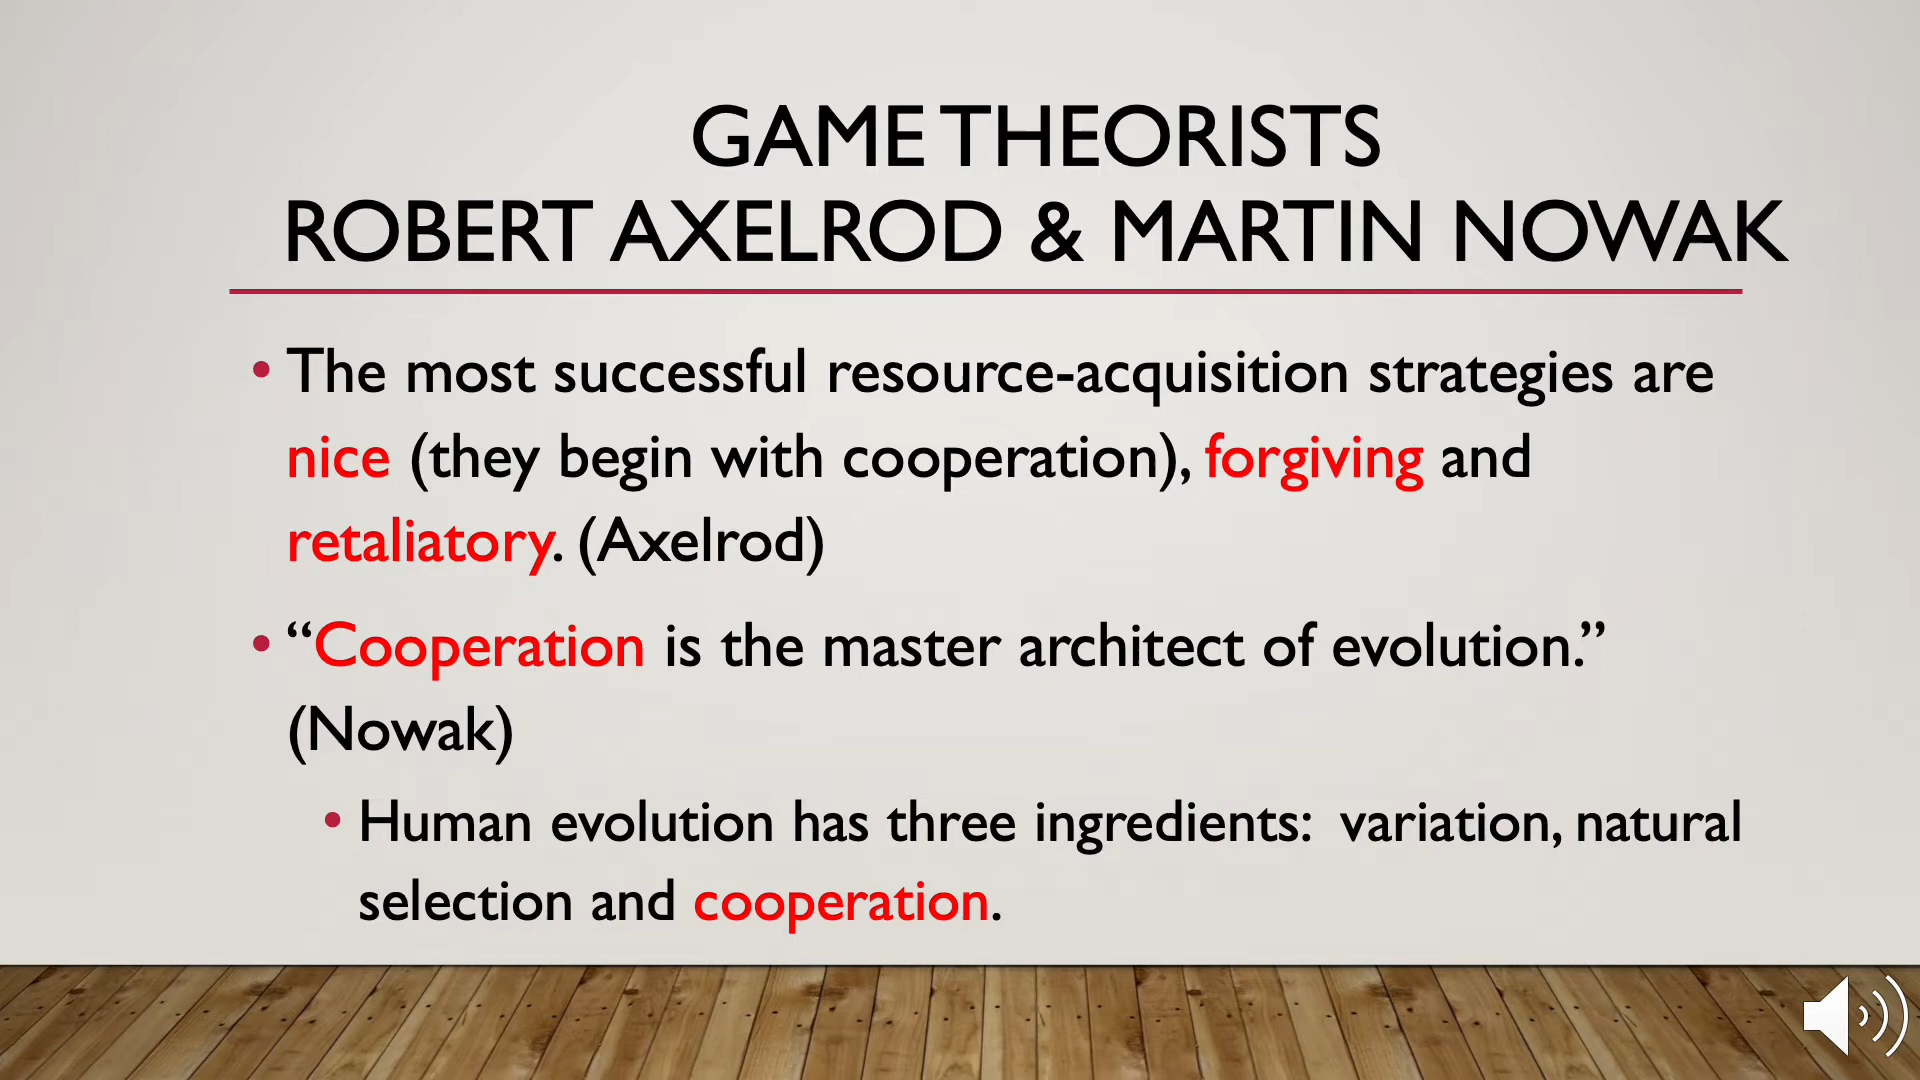 GAME THEORISTS
ROBERT AXELROD & MARTIN NOWAK
• The most successful resource-acquisition strategies are
nice (they begin with cooperation), forgiving and
retaliatory. (Axelrod)
• “Cooperation is the master architect of evolution.”
(Nowak)
• Human evolution has three ingredients:  variation, natural
selection and cooperation.